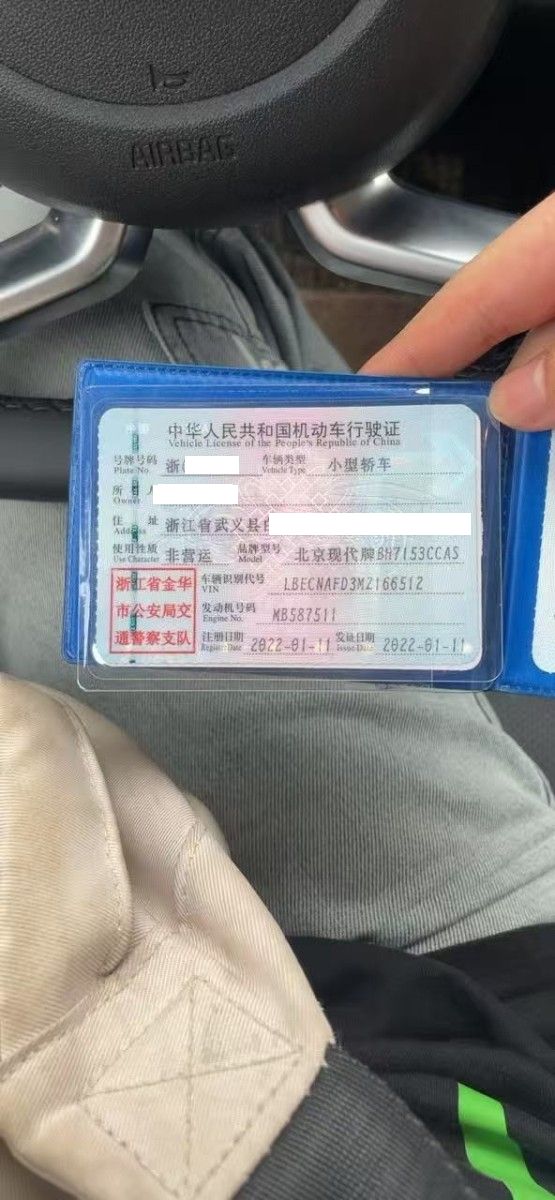 AIRBAG
中华人民共和国机动车行驶证
Vehicle License of the People's Republic of China
号牌号码 浙 车辆类型 小型轿车
Plate No. Vehicle Type
所 人
Owner
住 址 浙江省武义县
Address
使用性质 非营运 品牌型号 北京现代牌BH7153CCAS
Use Character Model
浙江省金华
市公安局交
通警察支队
车辆识别代号 LBECNAFD3MZ166512
VIN
发动机号码 MB587511
Engine No.
注册日期 2022-01-11 发证日期 2022-01-11
Register Date Issue Date